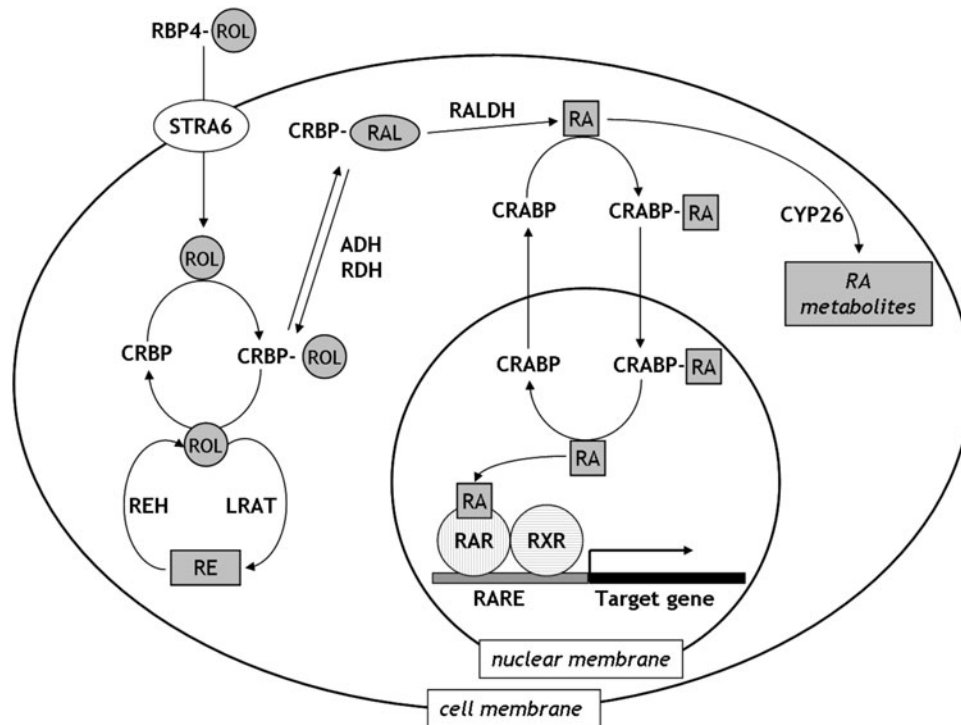 RBP4- ROL
STRA6
CRBP- RAL
RALDH
RA
CRABP
CRABP- RA
CYP26
RA
metabolites
ROL
ADH
RDH
CRBP
CRBP- ROL
CRABP
CRABP- RA
ROL
RA
REH
LRAT
RA
RE
RAR
RXR
RARE
Target gene
nuclear membrane
cell membrane